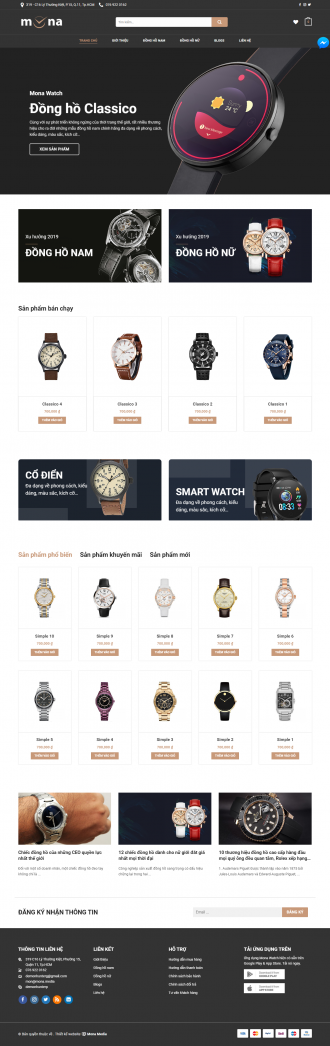 319 - C16 Lý Thường Kiệt, P.15, Q.11, Tp.HCM
076 922 0162
mona
0
TRANG CHỦ
GIỚI THIỆU
ĐỒNG HỒ NAM
ĐỒNG HỒ NỮ
BLOGS
LIÊN HỆ
Mona Watch
Đồng hồ Classico
Cùng với sự phát triển không ngừng của thời trang thế giới, rất nhiều thương
hiệu cho ra đời những mẫu đồng hồ nam chính hãng đa dạng về phong cách,
kiểu dáng, màu sắc, kích cỡ…
XEM SẢN PHẨM
24 °C
Xu hướng 2019
ĐỒNG HỒ NAM
Xu hướng 2019
ĐỒNG HỒ NỮ
Sản phẩm bán chạy
Classico 4
Classico 3
Classico 2
Classico 1
THÊM VÀO GIỎ
THÊM VÀO GIỎ
THÊM VÀO GIỎ
THÊM VÀO GIỎ
CỔ ĐIỂN
Đa dạng về phong cách, kiểu
dáng, màu sắc, kích cỡ…
SMART WATCH
Đa dạng về phong cách, kiểu
dáng, màu sắc, kích cỡ…
08:33
Sản phẩm phổ biến
Sản phẩm khuyến mãi
Sản phẩm mới
Simple 10
Simple 9
Simple 8
Simple 7
Simple 6
THÊM VÀO GIỎ
THÊM VÀO GIỎ
THÊM VÀO GIỎ
THÊM VÀO GIỎ
THÊM VÀO GIỎ
Simple 5
Simple 4
Simple 3
Simple 2
Simple 1
THÊM VÀO GIỎ
THÊM VÀO GIỎ
THÊM VÀO GIỎ
THÊM VÀO GIỎ
THÊM VÀO GIỎ
Chiếc đồng hồ của những CEO quyền lực
nhất thế giới
12 chiếc đồng hồ dành cho nữ giới đắt giá
nhất mọi thời đại
10 thương hiệu đồng hồ cao cấp hàng đầu
mọi quý ông đều quan tâm, Rolex xếp hạng...
ĐĂNG KÝ NHẬN THÔNG TIN
Email ...
ĐĂNG KÝ
THÔNG TIN LIÊN HỆ
319 C16 Lý Thường Kiệt, Phường 15,
Quận 11, Tp.HCM
076 922 0162
demonhunterg@gmail.com
mon@mona.media
demonhunterp
LIÊN KẾT
Giới thiệu
Đồng hồ nam
Đồng hồ nữ
Blogs
Liên hệ
HỖ TRỢ
Hướng dẫn mua hàng
Hướng dẫn thanh toán
Chính sách bảo hành
Chính sách đổi trả
Tư vấn khách hàng
TẢI ỨNG DỤNG TRÊN
Ứng dụng Mona Watch hiện có sẵn trên
Google Play & App Store. Tải nó ngay.
GOOGLE PLAY
APP STORE
© Bản quyền thuộc về . Thiết kế website Mona Media